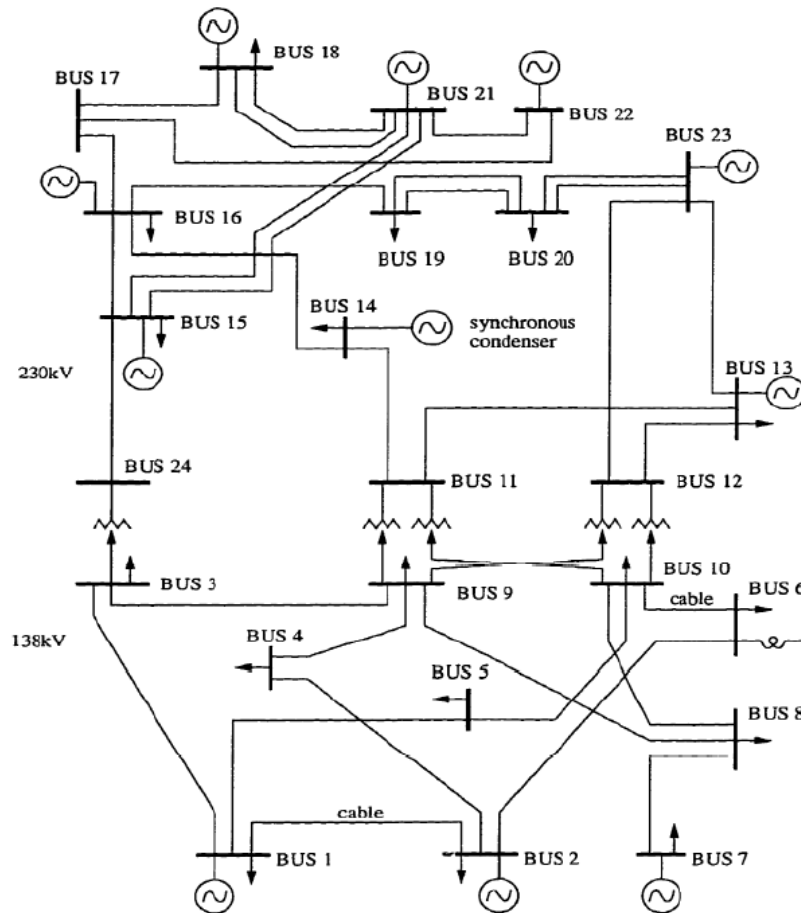 BUS 18
BUS 17
BUS 21
BUS 22
BUS 23
BUS 16
BUS 19
BUS 20
BUS 15
BUS 14
synchronous
condenser
BUS 13
230kV
BUS 24
BUS 11
BUS 12
BUS 3
BUS 9
BUS 10
BUS 6
cable
138kV
BUS 4
BUS 5
BUS 8
cable
BUS 1
BUS 2
BUS 7